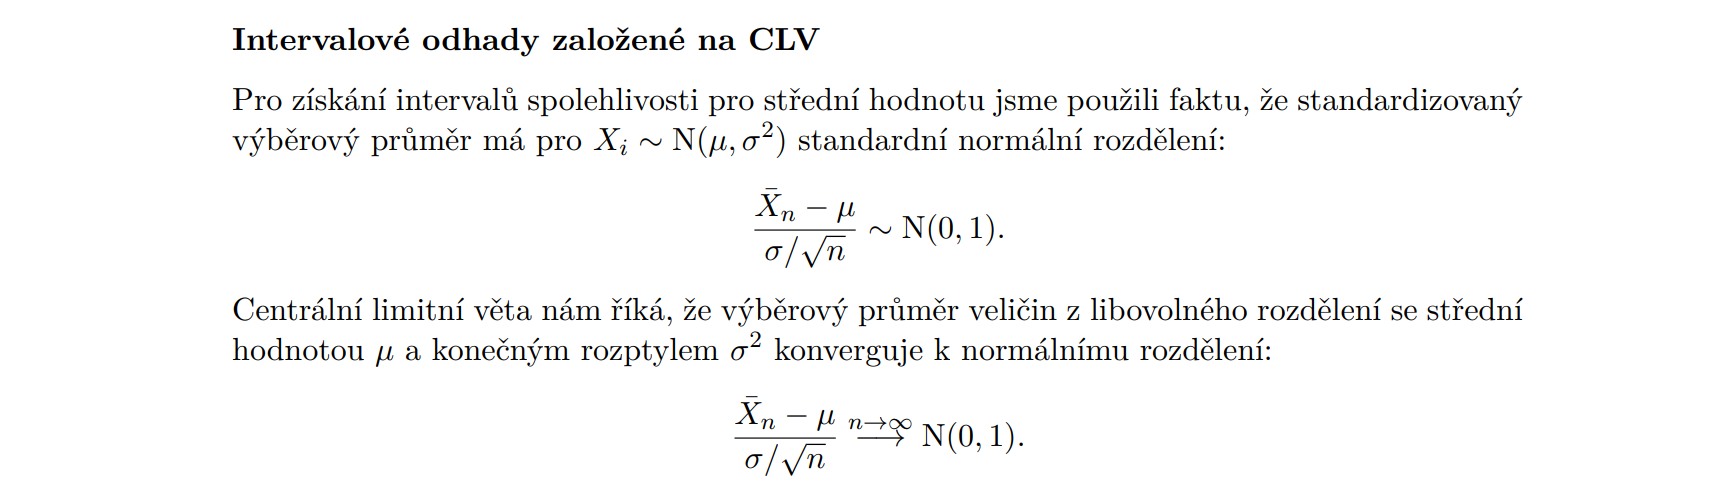 Intervalové odhady založené na CLV
Pro získání intervalů spolehlivosti pro střední hodnotu jsme použili faktu, že standardizovaný
výběrový průměr má pro $X_i \sim \mathrm{N}(\mu, \sigma^2)$ standardní normální rozdělení:
$$\frac{\bar{X}_n - \mu}{\sigma/\sqrt{n}} \sim \mathrm{N}(0, 1).$$
Centrální limitní věta nám říká, že výběrový průměr veličin z libovolného rozdělení se střední
hodnotou $\mu$ a konečným rozptylem $\sigma^2$ konverguje k normálnímu rozdělení:
$$\frac{\bar{X}_n - \mu}{\sigma/\sqrt{n}} \stackrel{n \to \infty}{\longrightarrow} \mathrm{N}(0, 1).$$